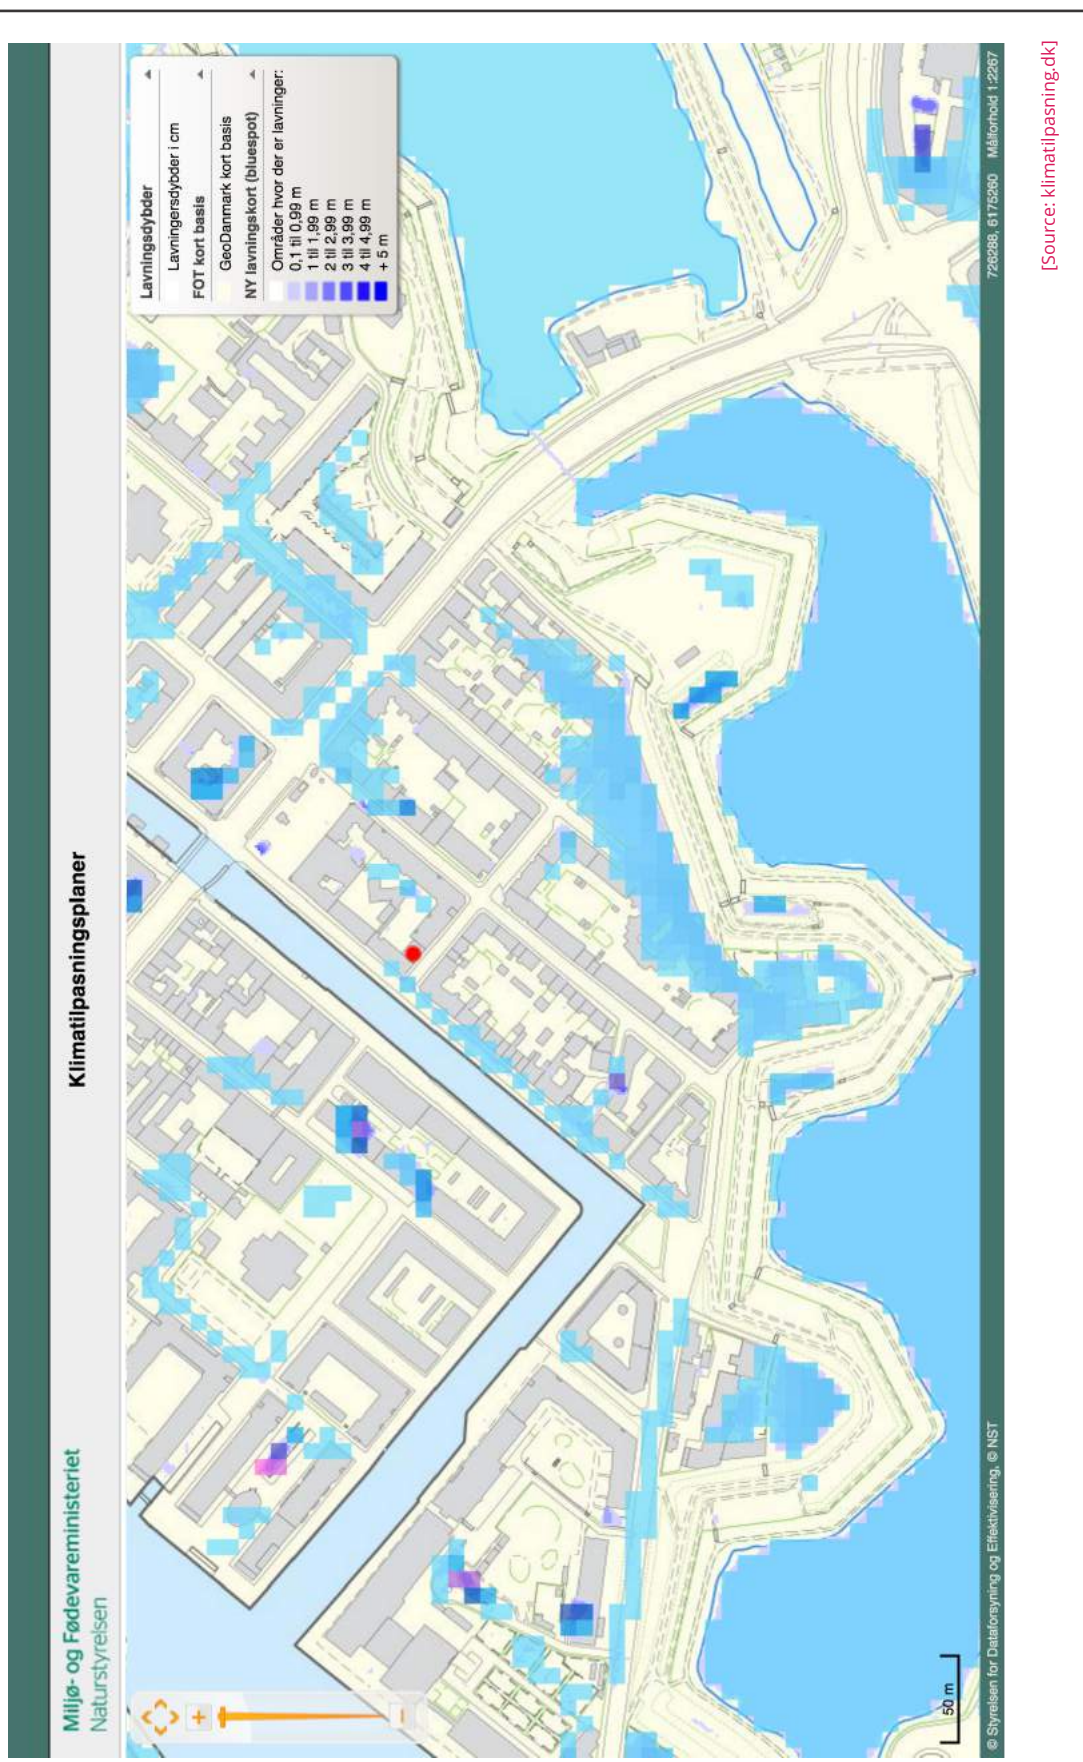 Miljø- og Fødevareministeriet
Naturstyrelsen
Klimatilpasningsplaner
Lavningsdybder
Lavningersdybder i cm
FOT kort basis
GeoDanmark kort basis
NY lavningskort (bluespot)
Områder hvor der er lavninger:
0,1 til 0,99 m
1 til 1,99 m
2 til 2,99 m
3 til 3,99 m
4 til 4,99 m
+ 5 m
50 m
© Styrelsen for Dataforsyning og Effektivisering, © NST
726288, 6175260 Målforhold 1:2267
[Source: klimatilpasning.dk]